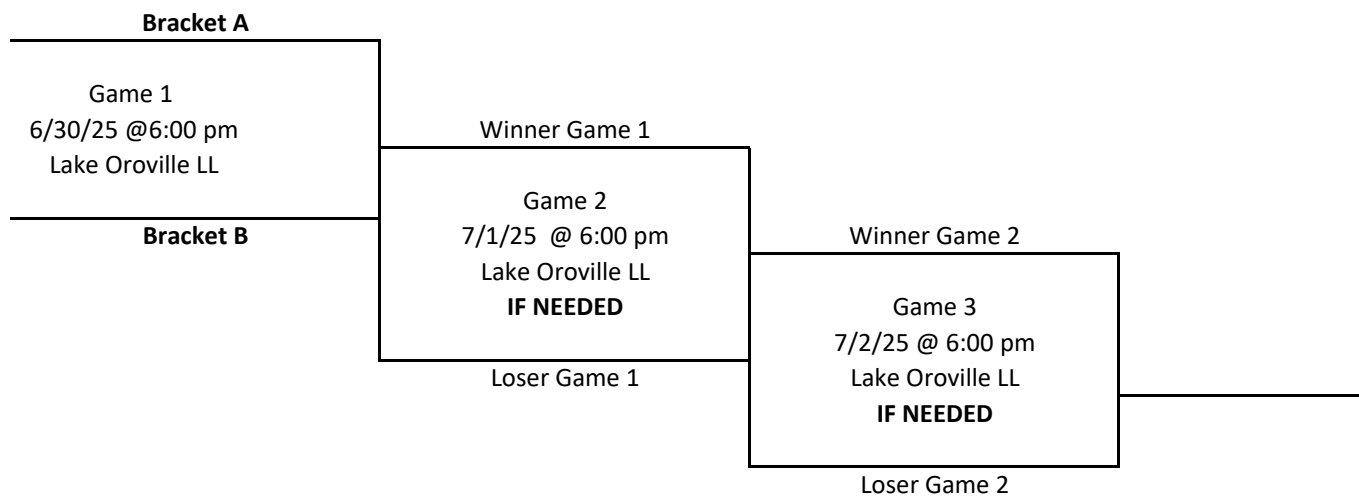 Bracket A
Game 1
6/30/25 @6:00 pm
Lake Oroville LL
Bracket B
Winner Game 1
Game 2
7/1/25  @ 6:00 pm
Lake Oroville LL
IF NEEDED
Loser Game 1
Winner Game 2
Game 3
7/2/25 @ 6:00 pm
Lake Oroville LL
IF NEEDED
Loser Game 2